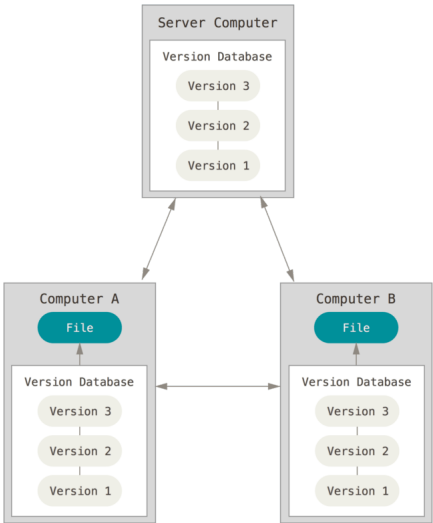 Server Computer
Version Database
Version 3
Version 2
Version 1
Computer A
File
Version Database
Version 3
Version 2
Version 1
Computer B
File
Version Database
Version 3
Version 2
Version 1